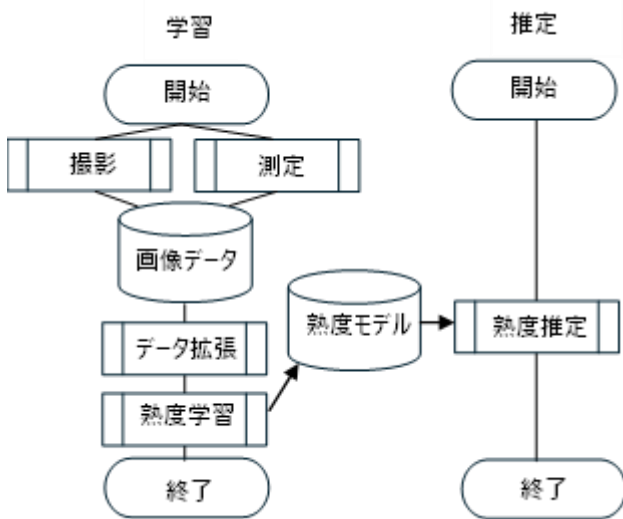 学習
開始
撮影
測定
画像データ
データ拡張
熟度学習
終了
熟度モデル
推定
開始
熟度推定
終了